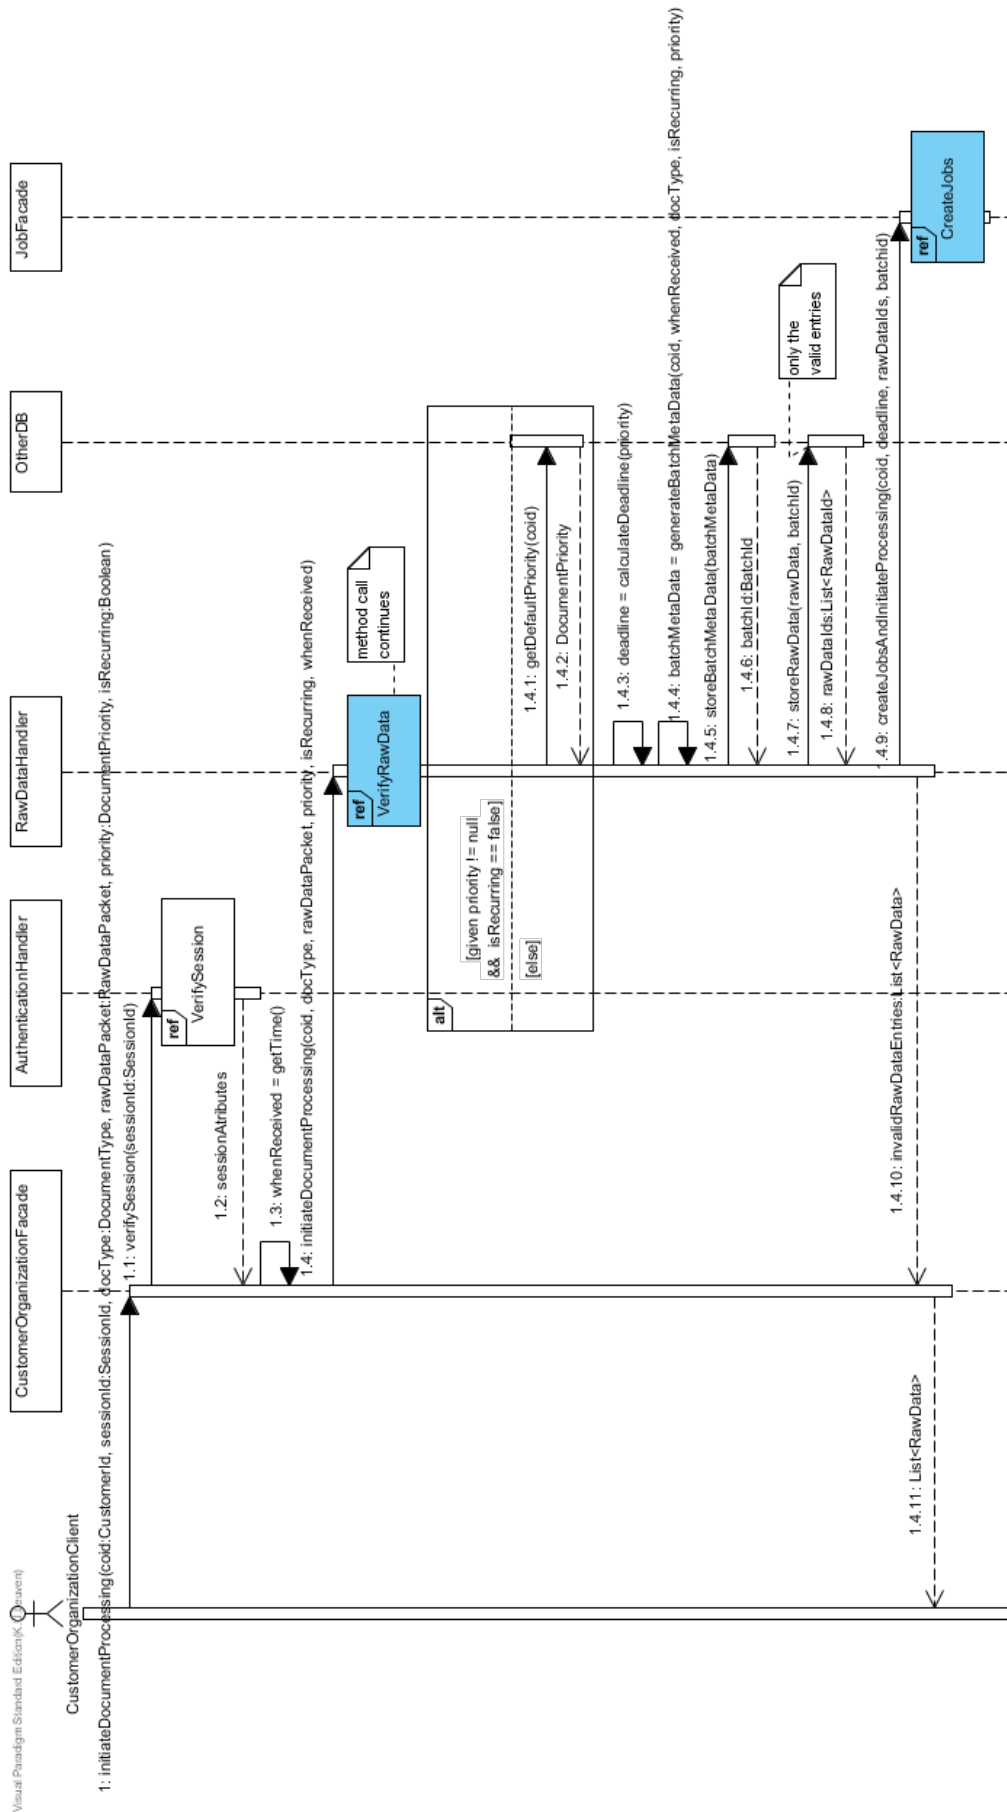 Visual Paradigm Standard Edition(K.U.Leuven)
CustomerOrganizationClient
CustomerOrganizationFacade
AuthenticationHandler
RawDataHandler
OtherDB
JobFacade
1: initiateDocumentProcessing(coid:CustomerId, sessionId:SessionId, docType:DocumentType, rawDataPacket:RawDataPacket, priority:DocumentPriority, isRecurring:Boolean)
1.1: verifySession(sessionId:SessionId)
ref
VerifySession
1.2: sessionAtributes
1.3: whenReceived = getTime()
1.4: initiateDocumentProcessing(coid, docType, rawDataPacket, priority, isRecurring, whenReceived)
ref
VerifyRawData
method call
continues
alt
[given priority != null
&& isRecurring == false]
[else]
1.4.1: getDefaultPriority(coid)
1.4.2: DocumentPriority
1.4.3: deadline = calculateDeadline(priority)
1.4.4: batchMetaData = generateBatchMetaData(coid, whenReceived, docType, isRecurring, priority)
1.4.5: storeBatchMetaData(batchMetaData)
1.4.6: batchId:BatchId
1.4.7: storeRawData(rawData, batchId)
only the
valid entries
1.4.8: rawDataIds:List<RawDataId>
1.4.9: createJobsAndInitiateProcessing(coid, deadline, rawDataIds, batchid)
ref
CreateJobs
1.4.10: invalidRawDataEntries:List<RawData>
1.4.11: List<RawData>